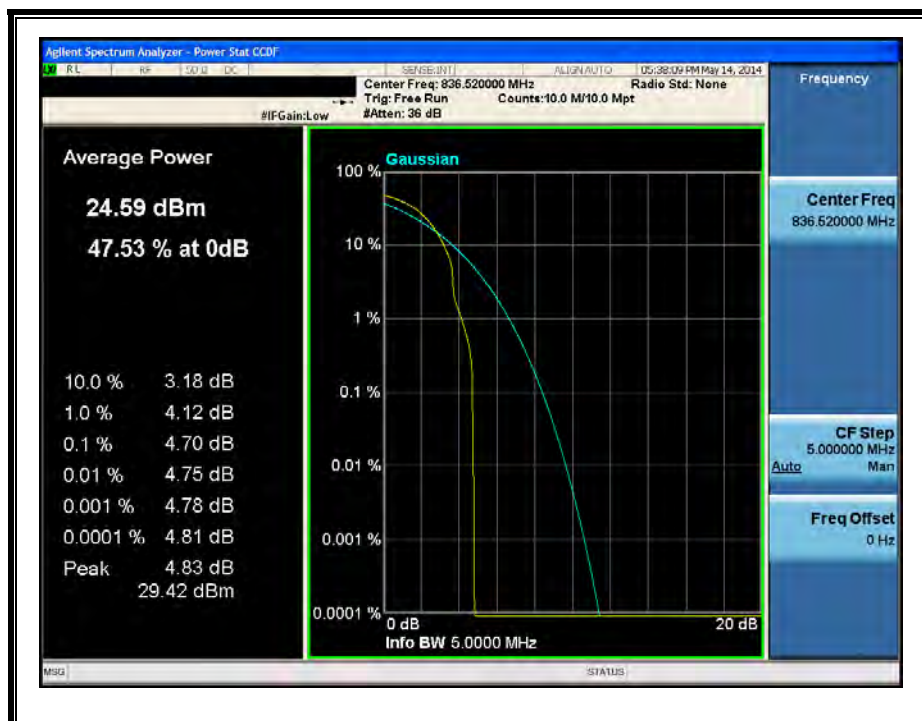 Agilent Spectrum Analyzer - Power Stat CCDF
RL RF 50 Ω DC SENSE:INT ALIGN AUTO 05:38:09 PM May 14, 2014
Center Freq: 836.520000 MHz Radio Std: None
Trig: Free Run Counts:10.0 M/10.0 Mpt
#IFGain:Low #Atten: 36 dB
Frequency
Average Power
24.59 dBm
47.53 % at 0dB
10.0 % 3.18 dB
1.0 % 4.12 dB
0.1 % 4.70 dB
0.01 % 4.75 dB
0.001 % 4.78 dB
0.0001 % 4.81 dB
Peak 4.83 dB
29.42 dBm
Gaussian
100 %
10 %
1 %
0.1 %
0.01 %
0.001 %
0.0001 %
0 dB 20 dB
Info BW 5.0000 MHz
Center Freq
836.520000 MHz
CF Step
5.000000 MHz
Auto Man
Freq Offset
0 Hz
MSG STATUS